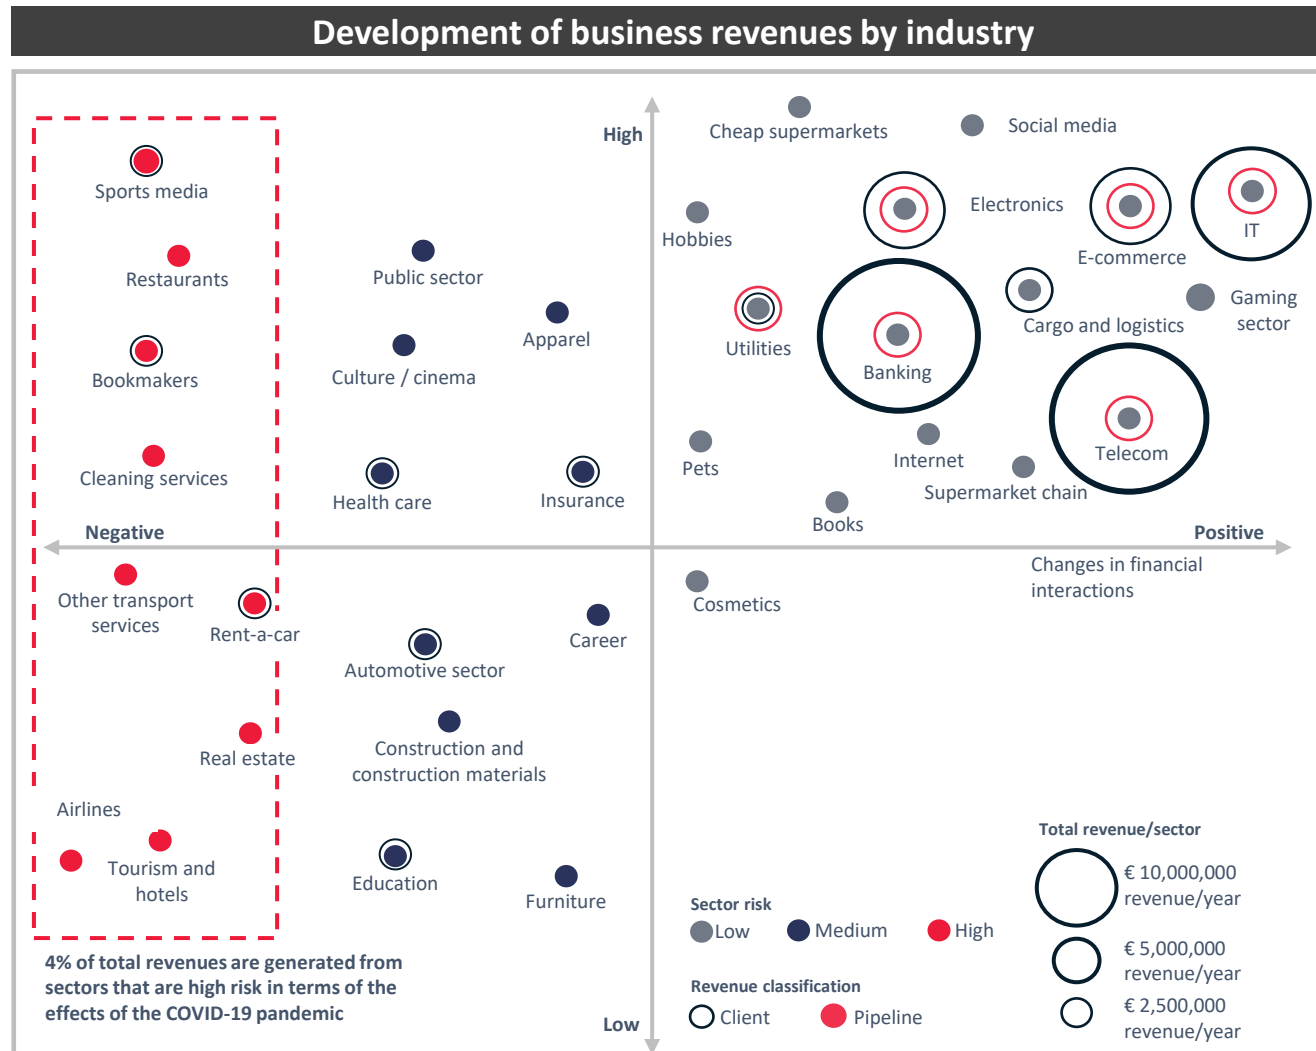 Development of business revenues by industry
High
Cheap supermarkets
Social media
Sports media
Hobbies
Electronics
E-commerce
IT
Restaurants
Public sector
Apparel
Utilities
Banking
Cargo and logistics
Gaming
sector
Bookmakers
Culture / cinema
Cleaning services
Health care
Insurance
Pets
Internet
Supermarket chain
Telecom
Books
Negative
Positive
Changes in financial
interactions
Other transport
services
Rent-a-car
Cosmetics
Career
Automotive sector
Real estate
Construction and
construction materials
Airlines
Tourism and
hotels
Education
Furniture
Total revenue/sector
€ 10,000,000
revenue/year
€ 5,000,000
revenue/year
€ 2,500,000
revenue/year
Sector risk
Low
Medium
High
Revenue classification
Client
Pipeline
4% of total revenues are generated from
sectors that are high risk in terms of the
effects of the COVID-19 pandemic
Low